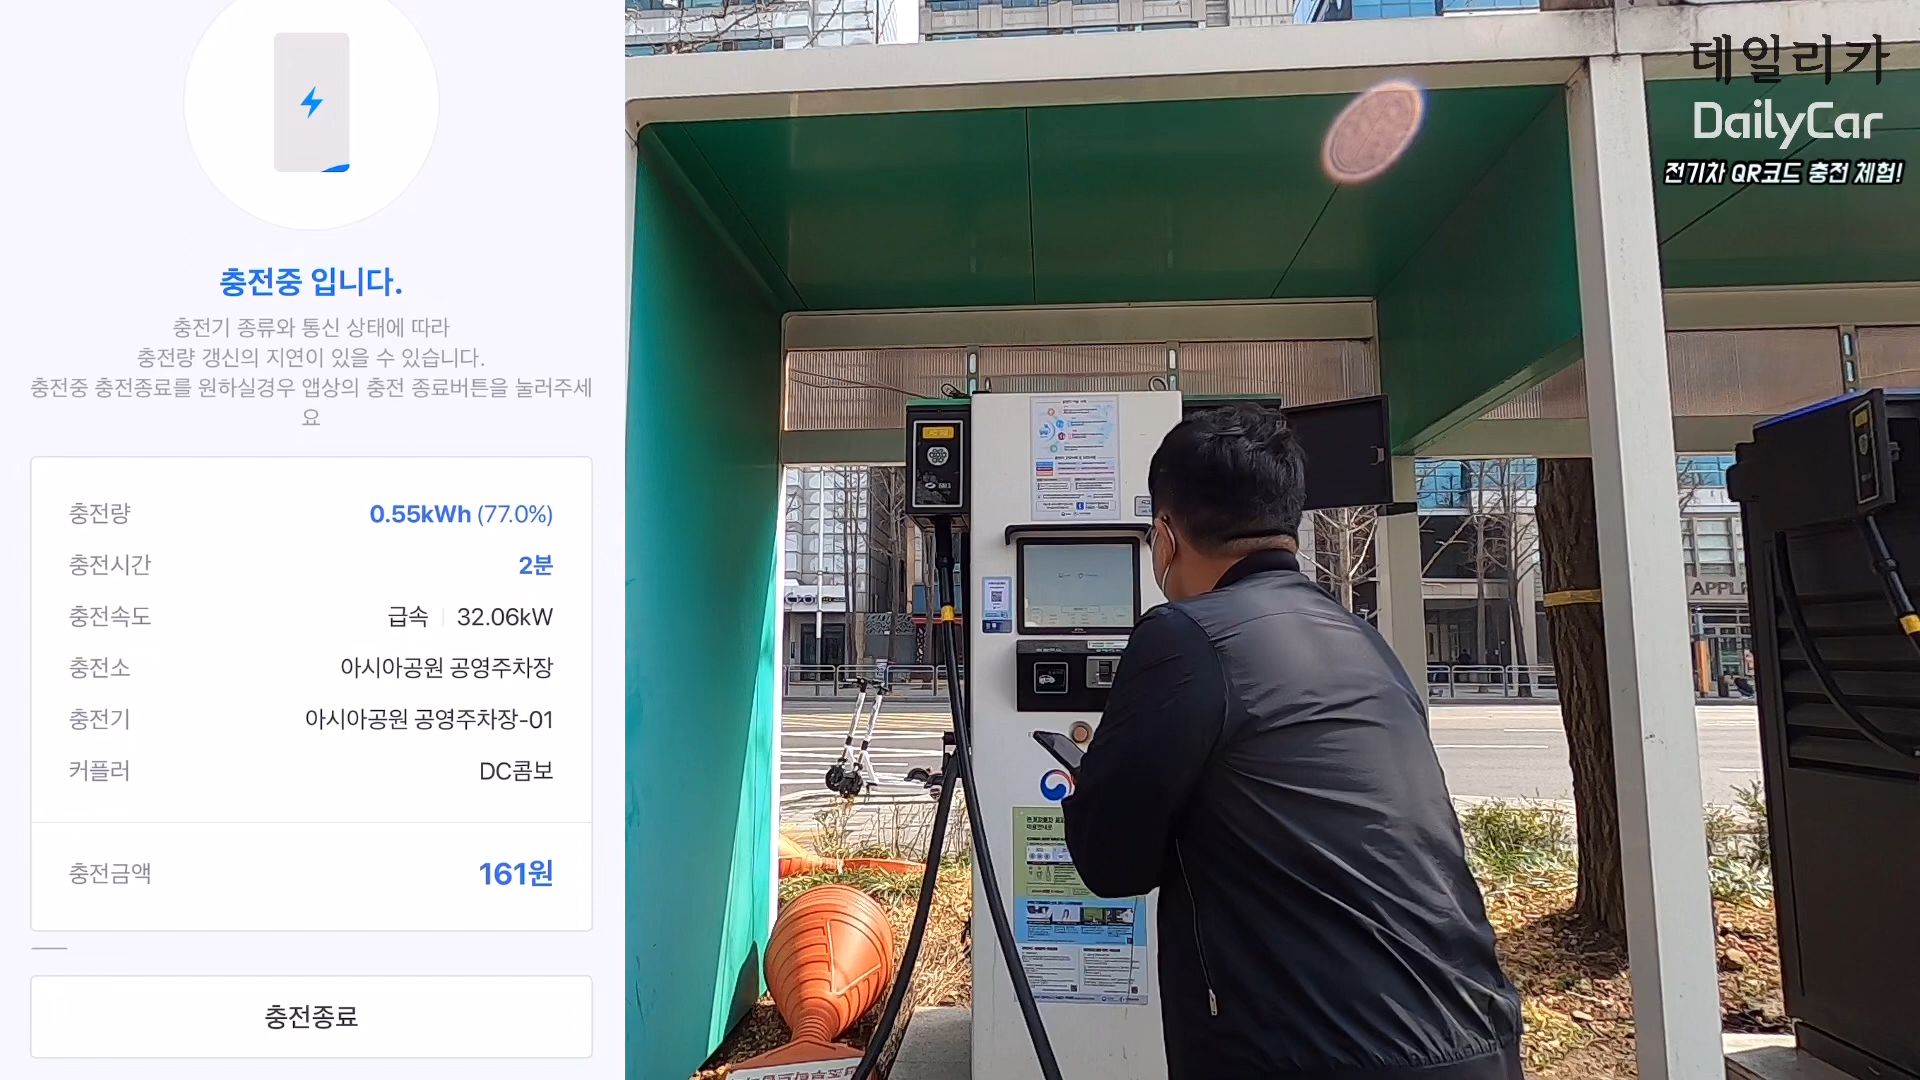 충전중 입니다.
충전기 종류와 통신 상태에 따라
충전량 갱신의 지연이 있을 수 있습니다.
충전중 충전종료를 원하실경우 앱상의 충전 종료버튼을 눌러주세
요
충전량 0.55kWh (77.0%)
충전시간 2분
충전속도 급속 | 32.06kW
충전소 아시아공원 공영주차장
충전기 아시아공원 공영주차장-01
커플러 DC콤보
충전금액 161원
충전종료
데일리카
DailyCar
전기차 QR코드 충전 체험!